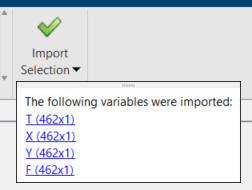 Import
Selection
The following variables were imported:
T (462x1)
X (462x1)
Y (462x1)
F (462x1)